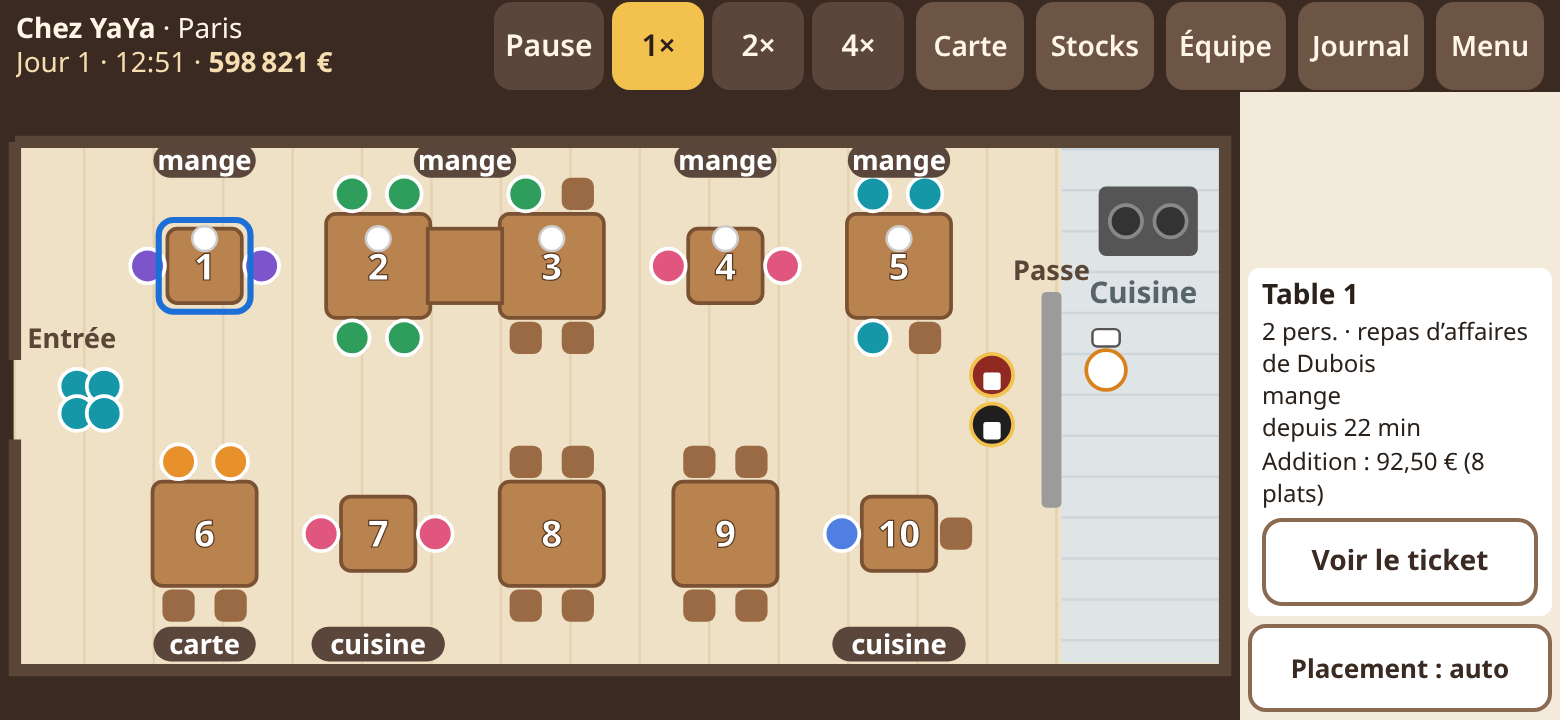 Chez YaYa · Paris
Jour 1 · 12:51 · 598 821 €
Pause
1×
2×
4×
Carte
Stocks
Équipe
Journal
Menu
mange
mange
mange
mange
1
2
3
4
5
Passe
Cuisine
Entrée
6
7
8
9
10
carte
cuisine
cuisine
Table 1
2 pers. · repas d’affaires
de Dubois
mange
depuis 22 min
Addition : 92,50 € (8
plats)
Voir le ticket
Placement : auto